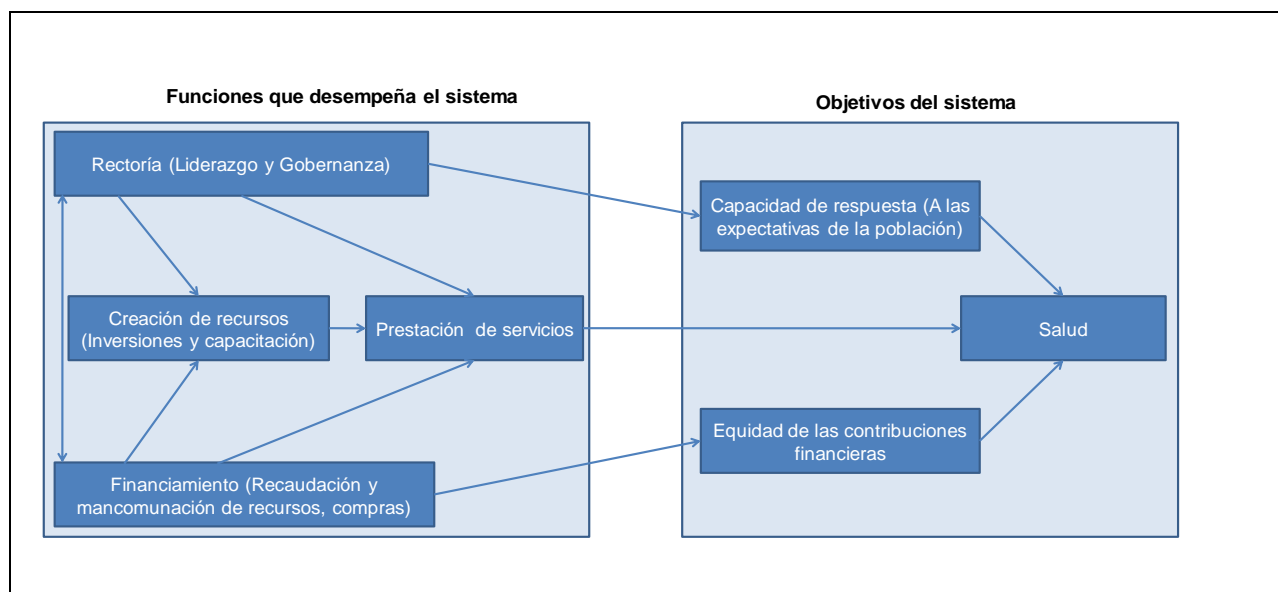 Funciones que desempeña el sistema
Objetivos del sistema
Rectoría (Liderazgo y Gobernanza)
Capacidad de respuesta (A las
expectativas de la población)
Creación de recursos
(Inversiones y capacitación)
Prestación de servicios
Salud
Equidad de las contribuciones
financieras
Financiamiento (Recaudación y
mancomunación de recursos, compras)